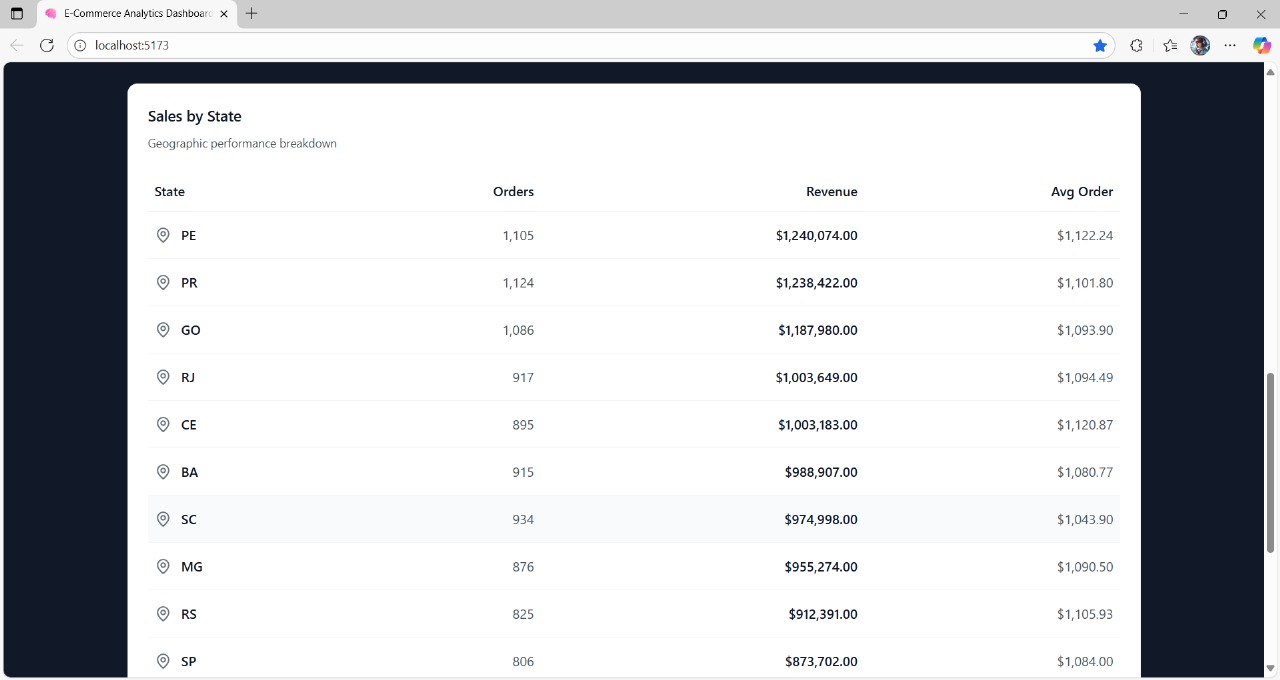 E-Commerce Analytics Dashboard
localhost:5173
Sales by State
Geographic performance breakdown
State Orders Revenue Avg Order
PE 1,105 $1,240,074.00 $1,122.24
PR 1,124 $1,238,422.00 $1,101.80
GO 1,086 $1,187,980.00 $1,093.90
RJ 917 $1,003,649.00 $1,094.49
CE 895 $1,003,183.00 $1,120.87
BA 915 $988,907.00 $1,080.77
SC 934 $974,998.00 $1,043.90
MG 876 $955,274.00 $1,090.50
RS 825 $912,391.00 $1,105.93
SP 806 $873,702.00 $1,084.00